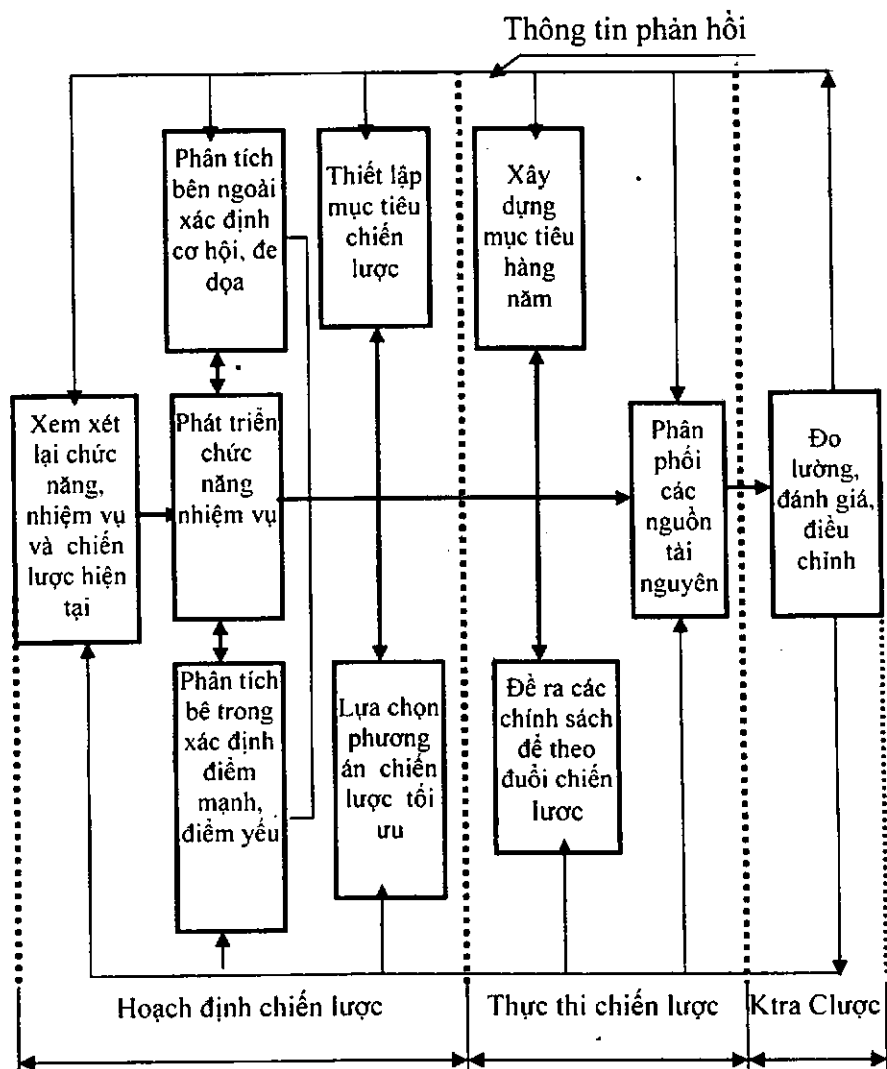 Thông tin phản hồi
Phân tích
bên ngoài
xác định
cơ hội, đe
dọa
Thiết lập
mục tiêu
chiến
lược
Xây
dựng
mục tiêu
hàng
năm
Xem xét
lại chức
năng,
nhiệm vụ
và chiến
lược hiện
tại
Phát triển
chức
năng
nhiệm vụ
Phân
phối
các
nguồn
tài
nguyên
Đo
lường,
đánh giá,
điều
chỉnh
Phân tích
bê trong
xác định
điểm
mạnh,
điểm yếu
Lựa chọn
phương
án chiến
lược tối
ưu
Đề ra các
chính sách
để theo
đuổi chiến
lươc
Hoạch định chiến lược
Thực thi chiến lược
Ktra Clược